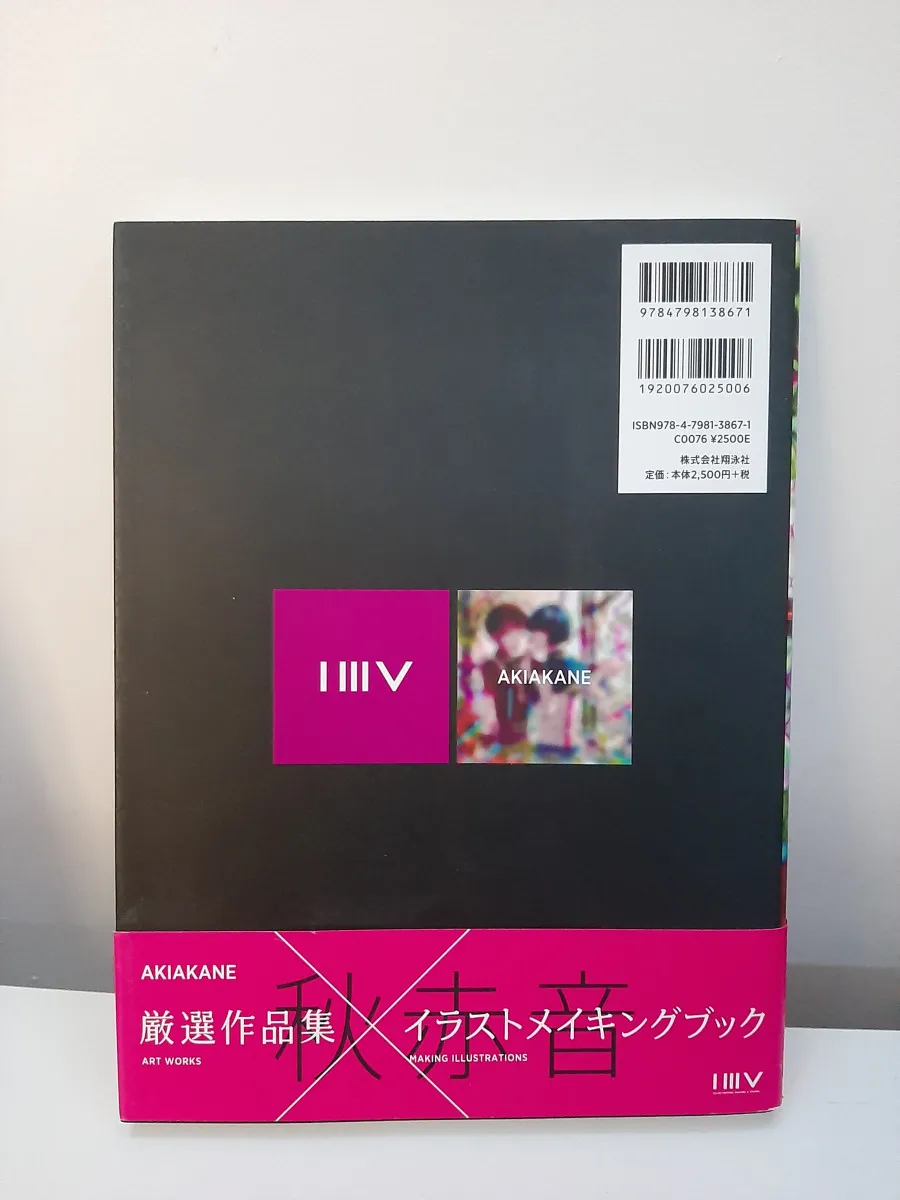 9784798138671
1920076025006
ISBN978-4-7981-3867-1
C0076 ¥2500E
株式会社翔泳社
定価:本体2,500円+税
AKIAKANE
AKIAKANE
秋赤音
厳選作品集
イラストメイキングブック
ART WORKS
MAKING ILLUSTRATIONS